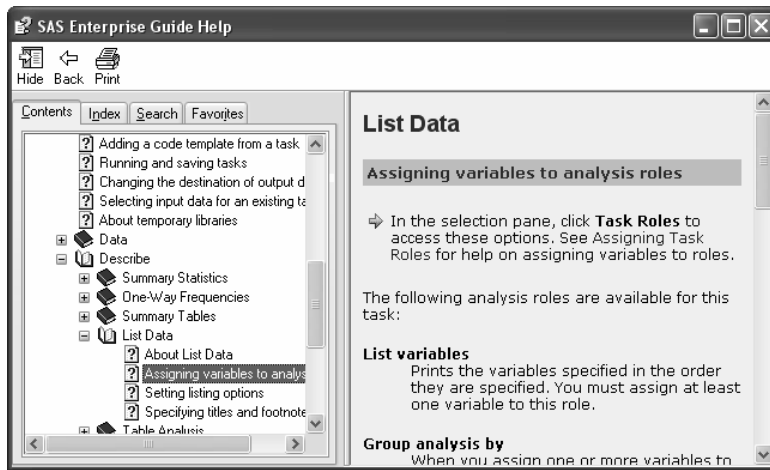 SAS Enterprise Guide Help
Hide Back Print
Contents Index Search Favorites
Adding a code template from a task
Running and saving tasks
Changing the destination of output d
Selecting input data for an existing ta
About temporary libraries
Data
Describe
Summary Statistics
One-Way Frequencies
Summary Tables
List Data
About List Data
Assigning variables to analys
Setting listing options
Specifying titles and footnote
Table Analysis
List Data
Assigning variables to analysis roles
In the selection pane, click Task Roles to
access these options. See Assigning Task
Roles for help on assigning variables to roles.
The following analysis roles are available for this
task:
List variables
Prints the variables specified in the order
they are specified. You must assign at least
one variable to this role.
Group analysis by
When you assign one or more variables to